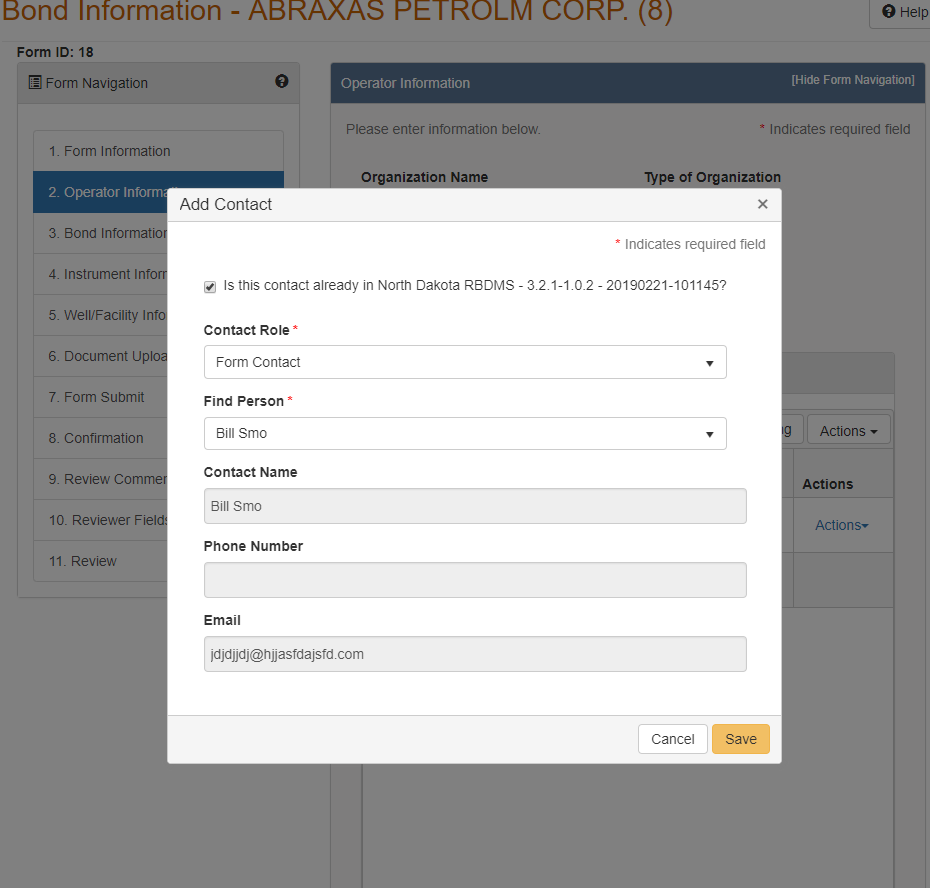 Bond Information - ABRAXAS PETROLM CORP. (8)
Help
Form ID: 18
Form Navigation
Operator Information
[Hide Form Navigation]
Please enter information below.
* Indicates required field
1. Form Information
Organization Name
Type of Organization
2. Operator Informa
Add Contact
×
* Indicates required field
3. Bond Information
4. Instrument Inform
Is this contact already in North Dakota RBDMS - 3.2.1-1.0.2 - 20190221-101145?
5. Well/Facility Info
Contact Role *
6. Document Uploa
Form Contact
7. Form Submit
Find Person *
8. Confirmation
Bill Smo
Actions
9. Review Commen
Contact Name
Actions
10. Reviewer Fields
Bill Smo
Actions
11. Review
Phone Number
Email
jdjdjjdj@hjjasfdajsfd.com
Cancel
Save